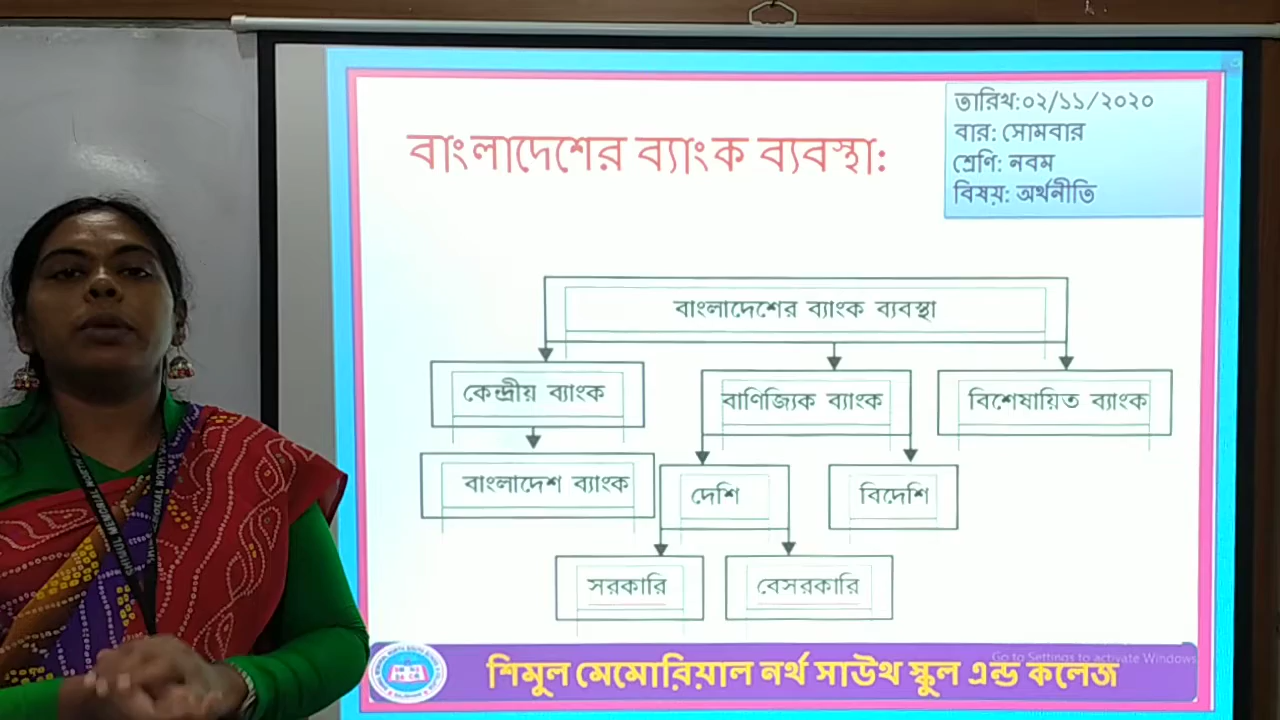 তারিখ:০২/১১/২০২০
বার: সোমবার
শ্রেণি: নবম
বিষয়: অর্থনীতি
বাংলাদেশের ব্যাংক ব্যবস্থা:
বাংলাদেশের ব্যাংক ব্যবস্থা
কেন্দ্রীয় ব্যাংক
বাণিজ্যিক ব্যাংক
বিশেষায়িত ব্যাংক
বাংলাদেশ ব্যাংক
দেশি
বিদেশি
সরকারি
বেসরকারি
Go to Settings to activate Windows.
শিমুল মেমোরিয়াল নর্থ সাউথ স্কুল এন্ড কলেজ